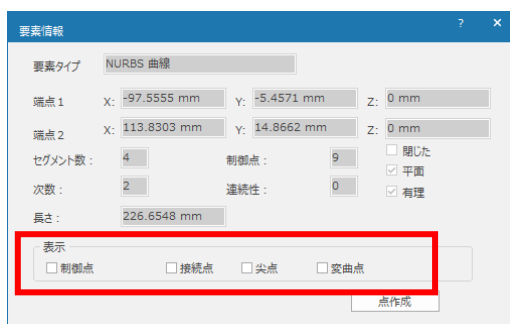 要素情報 ? ×
要素タイプ NURBS 曲線
端点 1 X: -97.5555 mm Y: -5.4571 mm Z: 0 mm
端点 2 X: 113.8303 mm Y: 14.8662 mm Z: 0 mm
セグメント数 : 4 制御点 : 9 閉じた
平面
次数 : 2 連続性 : 0 有理
長さ : 226.6548 mm
表示
制御点 接続点 尖点 変曲点
点作成